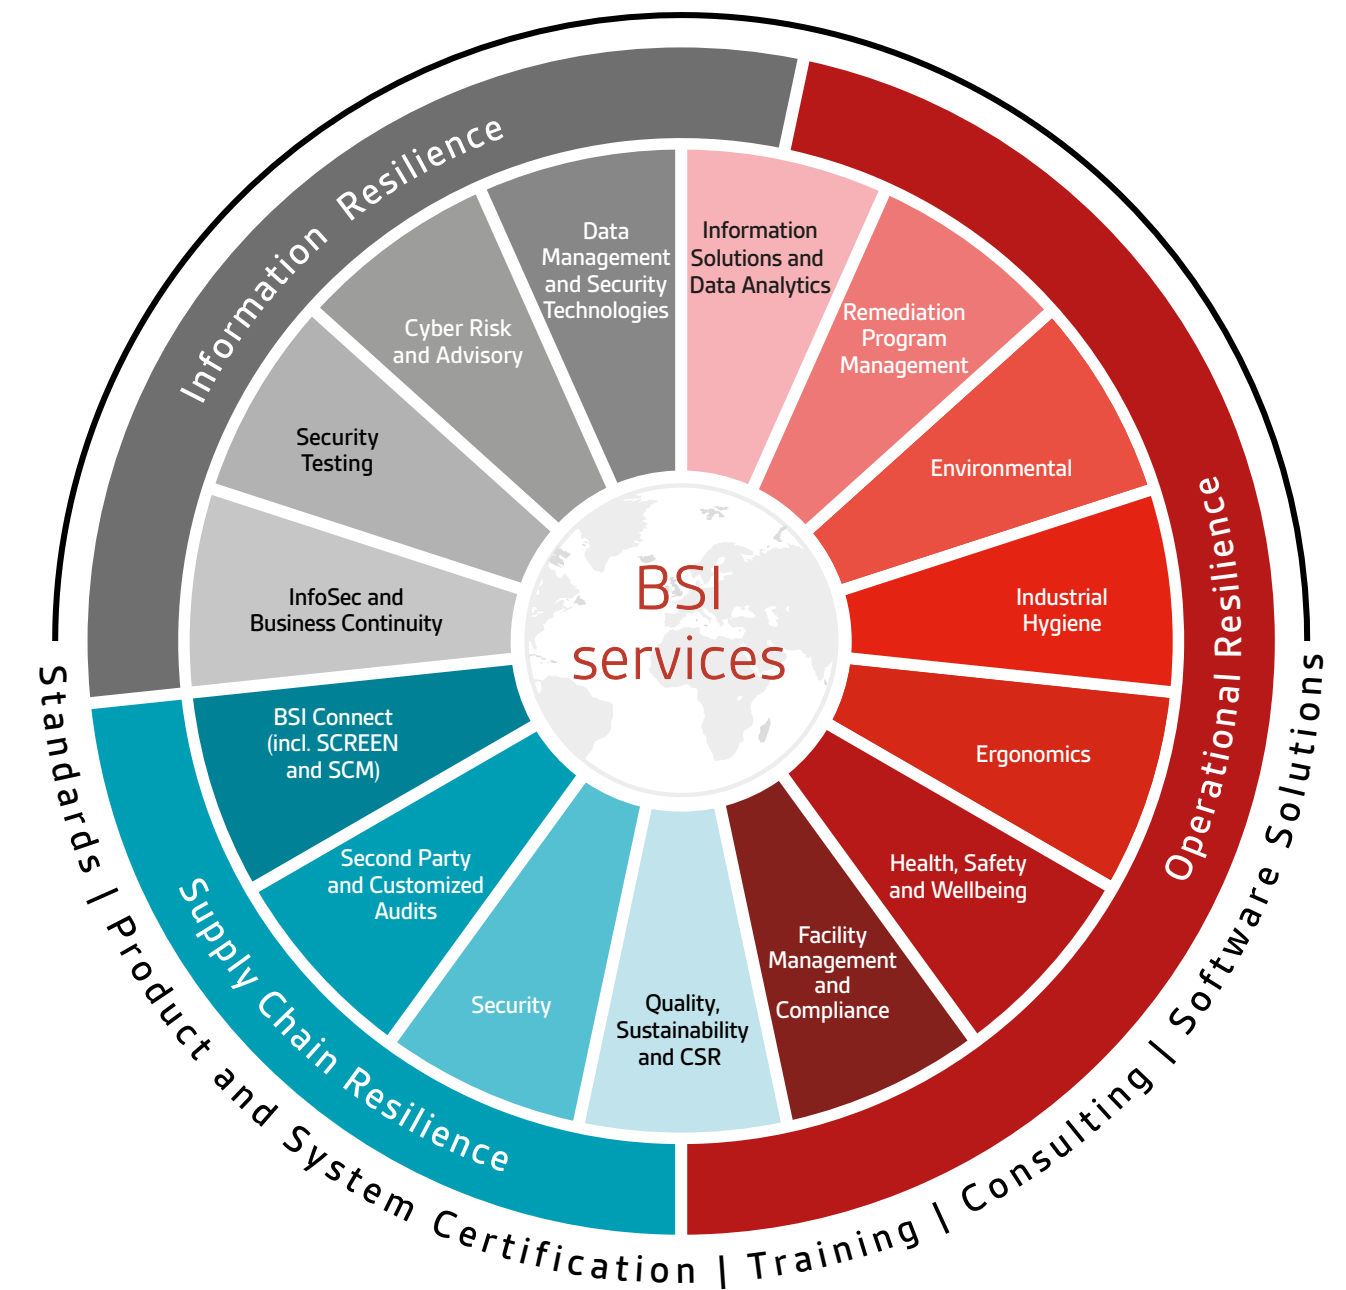 Information Resilience
Operational Resilience
Supply Chain Resilience
Data
Management
and Security
Technologies
Information
Solutions and
Data Analytics
Remediation
Program
Management
Environmental
Industrial
Hygiene
Ergonomics
Health, Safety
and Wellbeing
Facility
Management
and
Compliance
Quality,
Sustainability
and CSR
Security
Second Party
and Customized
Audits
BSI Connect
(incl. SCREEN
and SCM)
InfoSec and
Business Continuity
Security
Testing
Cyber Risk
and Advisory
BSI
services
Standards | Product and System Certification | Training | Consulting | Software Solutions